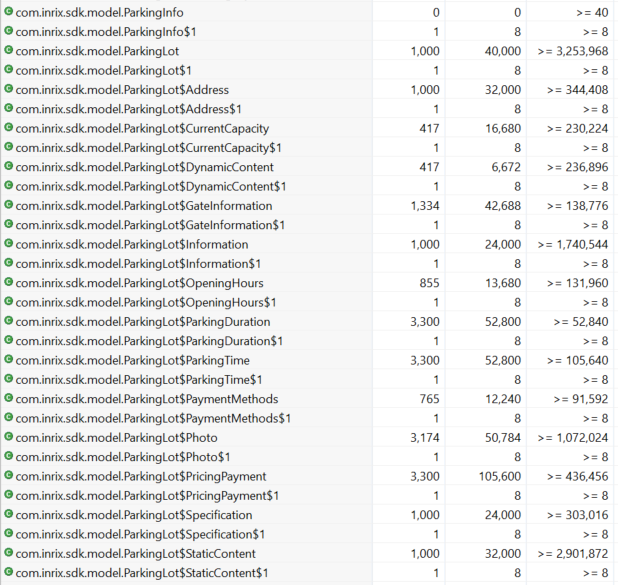 com.inrix.sdk.model.ParkingInfo 0 0 >= 40
com.inrix.sdk.model.ParkingInfo$1 1 8 >= 8
com.inrix.sdk.model.ParkingLot 1,000 40,000 >= 3,253,968
com.inrix.sdk.model.ParkingLot$1 1 8 >= 8
com.inrix.sdk.model.ParkingLot$Address 1,000 32,000 >= 344,408
com.inrix.sdk.model.ParkingLot$Address$1 1 8 >= 8
com.inrix.sdk.model.ParkingLot$CurrentCapacity 417 16,680 >= 230,224
com.inrix.sdk.model.ParkingLot$CurrentCapacity$1 1 8 >= 8
com.inrix.sdk.model.ParkingLot$DynamicContent 417 6,672 >= 236,896
com.inrix.sdk.model.ParkingLot$DynamicContent$1 1 8 >= 8
com.inrix.sdk.model.ParkingLot$GateInformation 1,334 42,688 >= 138,776
com.inrix.sdk.model.ParkingLot$GateInformation$1 1 8 >= 8
com.inrix.sdk.model.ParkingLot$Information 1,000 24,000 >= 1,740,544
com.inrix.sdk.model.ParkingLot$Information$1 1 8 >= 8
com.inrix.sdk.model.ParkingLot$OpeningHours 855 13,680 >= 131,960
com.inrix.sdk.model.ParkingLot$OpeningHours$1 1 8 >= 8
com.inrix.sdk.model.ParkingLot$ParkingDuration 3,300 52,800 >= 52,840
com.inrix.sdk.model.ParkingLot$ParkingDuration$1 1 8 >= 8
com.inrix.sdk.model.ParkingLot$ParkingTime 3,300 52,800 >= 105,640
com.inrix.sdk.model.ParkingLot$ParkingTime$1 1 8 >= 8
com.inrix.sdk.model.ParkingLot$PaymentMethods 765 12,240 >= 91,592
com.inrix.sdk.model.ParkingLot$PaymentMethods$1 1 8 >= 8
com.inrix.sdk.model.ParkingLot$Photo 3,174 50,784 >= 1,072,024
com.inrix.sdk.model.ParkingLot$Photo$1 1 8 >= 8
com.inrix.sdk.model.ParkingLot$PricingPayment 3,300 105,600 >= 436,456
com.inrix.sdk.model.ParkingLot$PricingPayment$1 1 8 >= 8
com.inrix.sdk.model.ParkingLot$Specification 1,000 24,000 >= 303,016
com.inrix.sdk.model.ParkingLot$Specification$1 1 8 >= 8
com.inrix.sdk.model.ParkingLot$StaticContent 1,000 32,000 >= 2,901,872
com.inrix.sdk.model.ParkingLot$StaticContent$1 1 8 >= 8